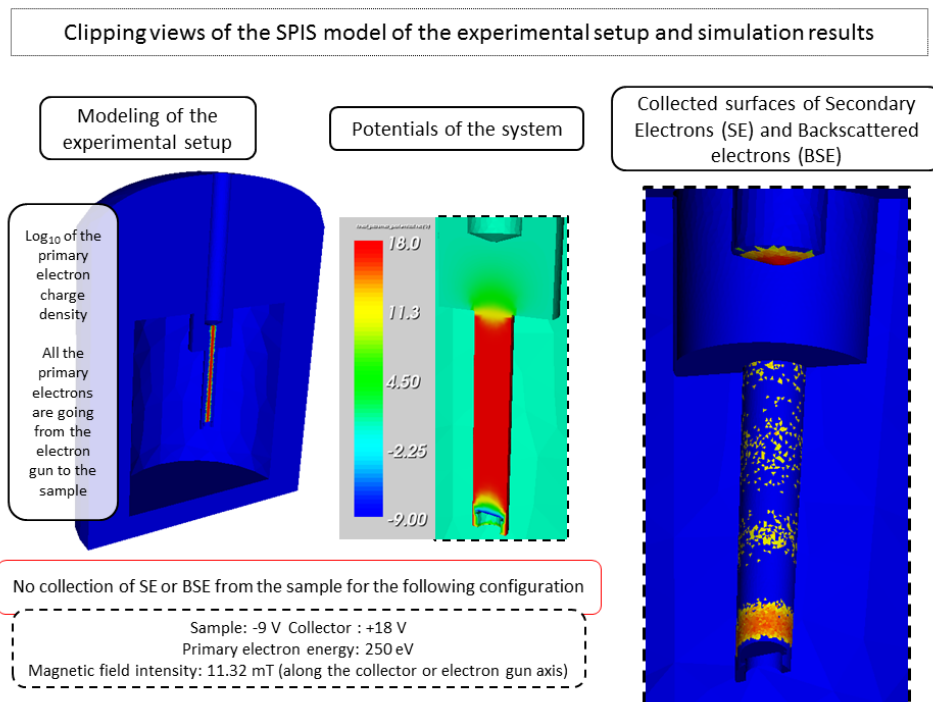 Clipping views of the SPIS model of the experimental setup and simulation results
Modeling of the
experimental setup
Potentials of the system
Collected surfaces of Secondary
Electrons (SE) and Backscattered
electrons (BSE)
Log10 of the
primary
electron
charge
density
All the
primary
electrons
are going
from the
electron
gun to the
sample
18.0
11.3
4.50
-2.25
-9.00
No collection of SE or BSE from the sample for the following configuration
Sample: -9 V Collector : +18 V
Primary electron energy: 250 eV
Magnetic field intensity: 11.32 mT (along the collector or electron gun axis)